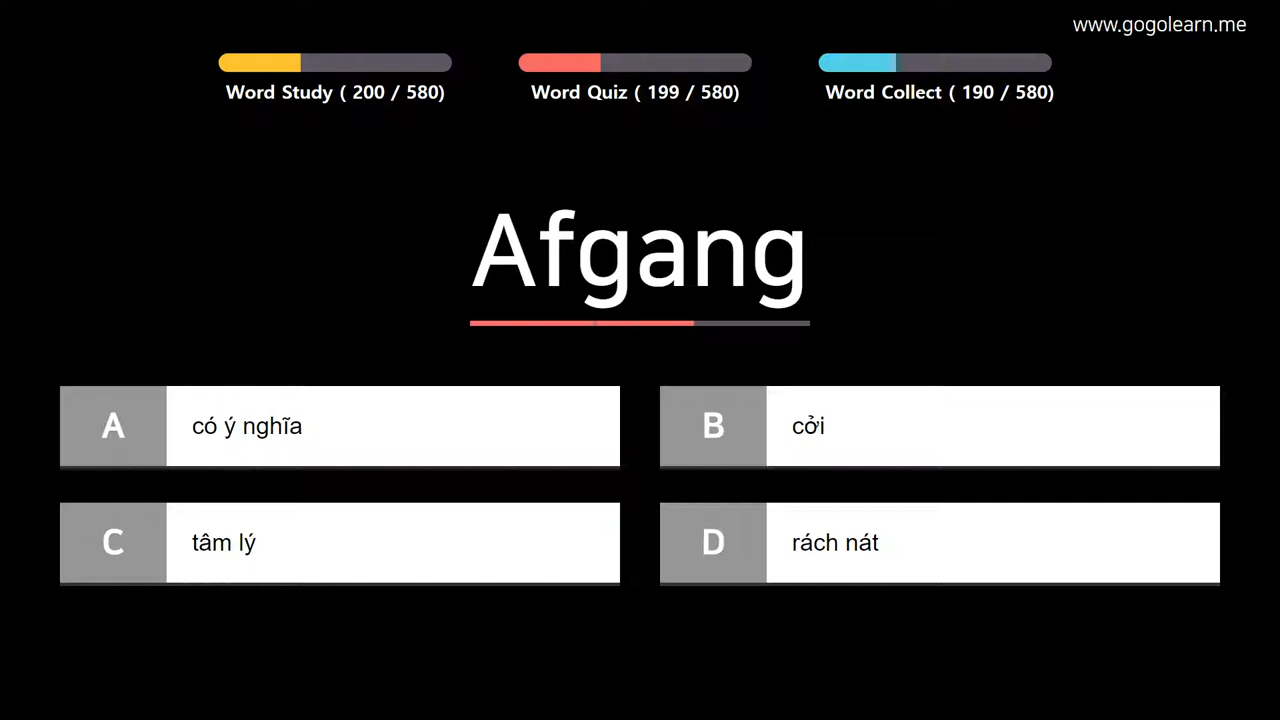 www.gogolearn.me
Word Study ( 200 / 580)
Word Quiz ( 199 / 580)
Word Collect ( 190 / 580)
Afgang
A có ý nghĩa
B cởi
C tâm lý
D rách nát